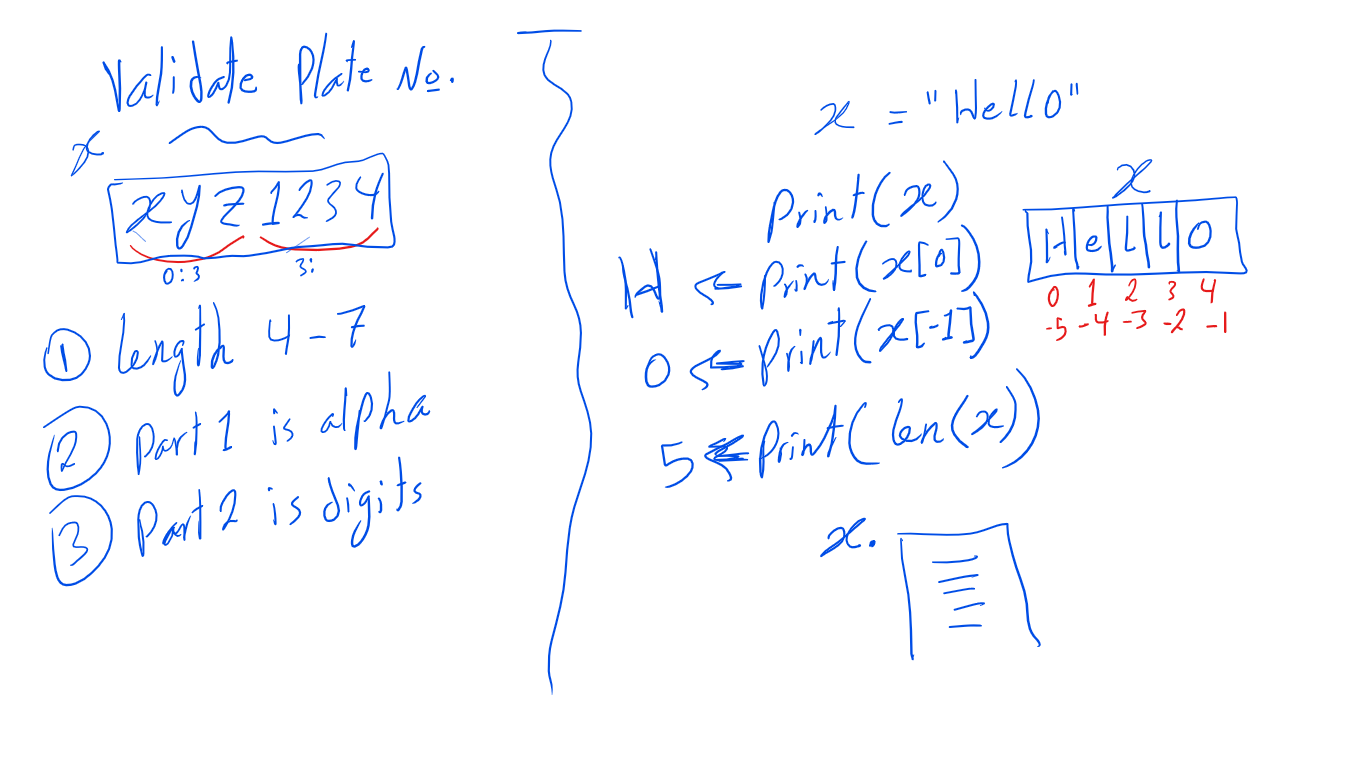 Validate Plate No.
x
xyz1234
0:3 3:
① length 4-7
② Part 1 is alpha
③ Part 2 is digits
x = "Hello"
Print(x)
H ← Print(x[0])
o ← Print(x[-1])
5 ← Print(len(x))
x.
x
H e l l o
0 1 2 3 4
-5 -4 -3 -2 -1